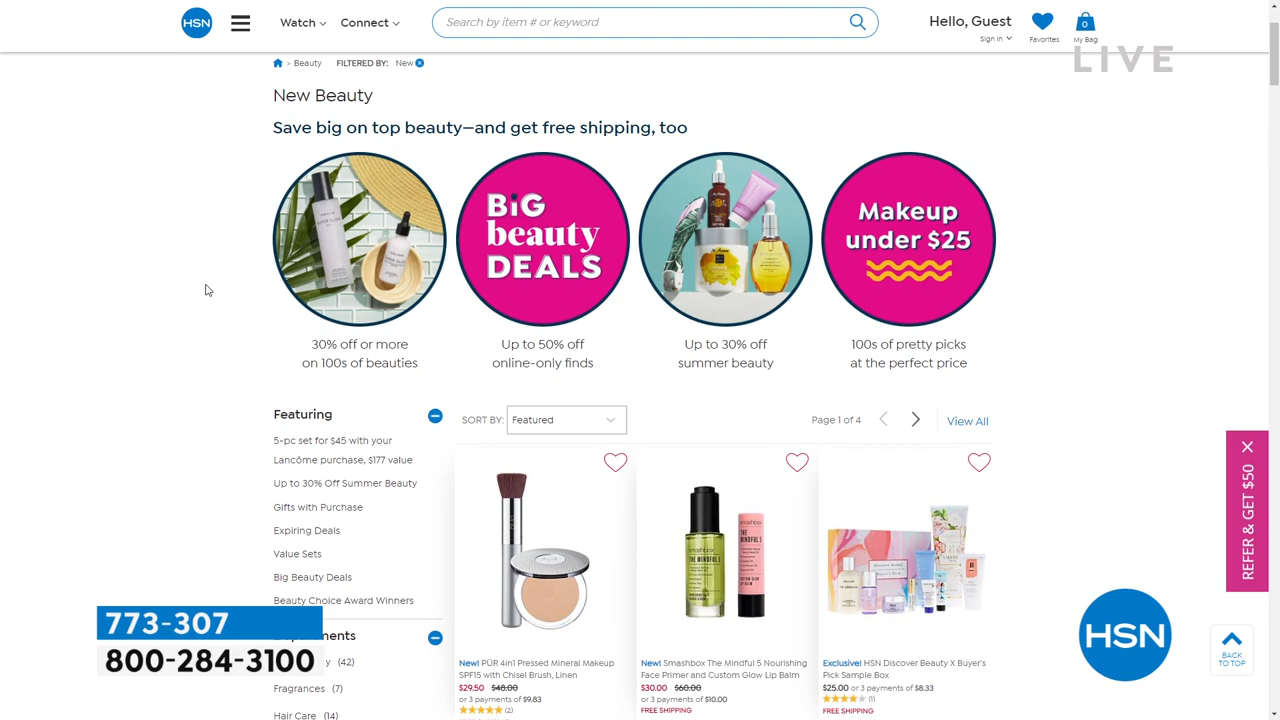 HSN
Watch
Connect
Search by item # or keyword
Hello, Guest
Sign In
Favorites
0
My Bag
LIVE
> Beauty FILTERED BY: New
New Beauty
Save big on top beauty—and get free shipping, too
BiG
beauty
DEALS
Makeup
under $25
30% off or more
on 100s of beauties
Up to 50% off
online-only finds
Up to 30% off
summer beauty
100s of pretty picks
at the perfect price
Featuring
5-pc set for $45 with your
Lancôme purchase, $177 value
Up to 30% Off Summer Beauty
Gifts with Purchase
Expiring Deals
Value Sets
Big Beauty Deals
Beauty Choice Award Winners
(42)
Fragrances (7)
Hair Care (14)
SORT BY: Featured
Page 1 of 4
View All
smashbox
THE
MINDFUL 5
smashbox
THE
MINDFUL 5
New! PÜR 4in1 Pressed Mineral Makeup
SPF15 with Chisel Brush, Linen
$29.50 $48.00
or 3 payments of $9.83
(2)
New! Smashbox The Mindful 5 Nourishing
Face Primer and Custom Glow Lip Balm
$30.00 $60.00
or 3 payments of $10.00
FREE SHIPPING
Exclusive! HSN Discover Beauty X Buyer's
Pick Sample Box
$25.00 or 3 payments of $8.33
(1)
FREE SHIPPING
REFER & GET $50
773-307
800-284-3100
HSN
BACK
TO TOP